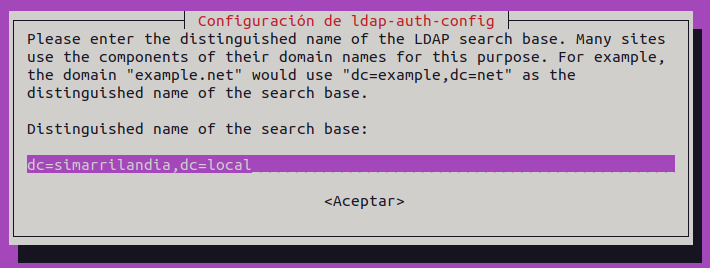 Configuración de ldap-auth-config
Please enter the distinguished name of the LDAP search base. Many sites
use the components of their domain names for this purpose. For example,
the domain "example.net" would use "dc=example,dc=net" as the
distinguished name of the search base.
Distinguished name of the search base:
dc=simarrilandia,dc=local
<Aceptar>